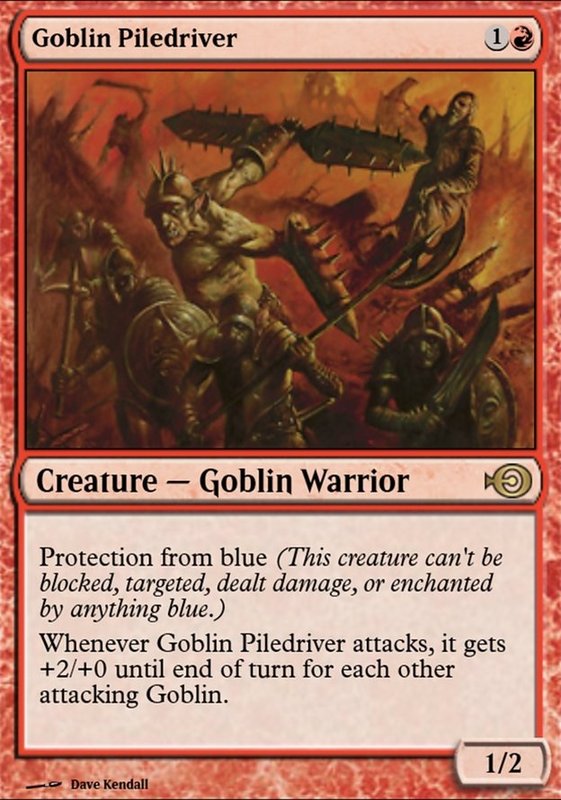 Goblin Piledriver 1
Creature — Goblin Warrior
Protection from blue (This creature can't be
blocked, targeted, dealt damage, or enchanted
by anything blue.)
Whenever Goblin Piledriver attacks, it gets
+2/+0 until end of turn for each other
attacking Goblin.
1/2
Dave Kendall